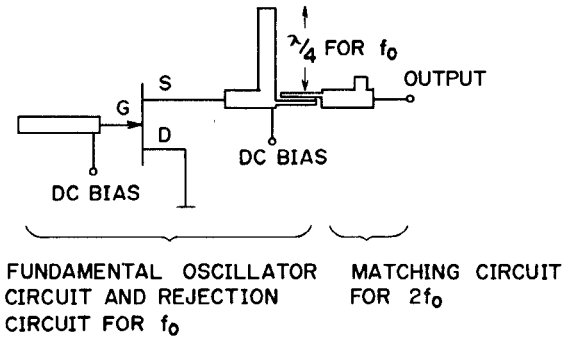 λ/4 FOR f₀
S
OUTPUT
G
D
DC BIAS
DC BIAS
FUNDAMENTAL OSCILLATOR
CIRCUIT AND REJECTION
CIRCUIT FOR f₀
MATCHING CIRCUIT
FOR 2f₀